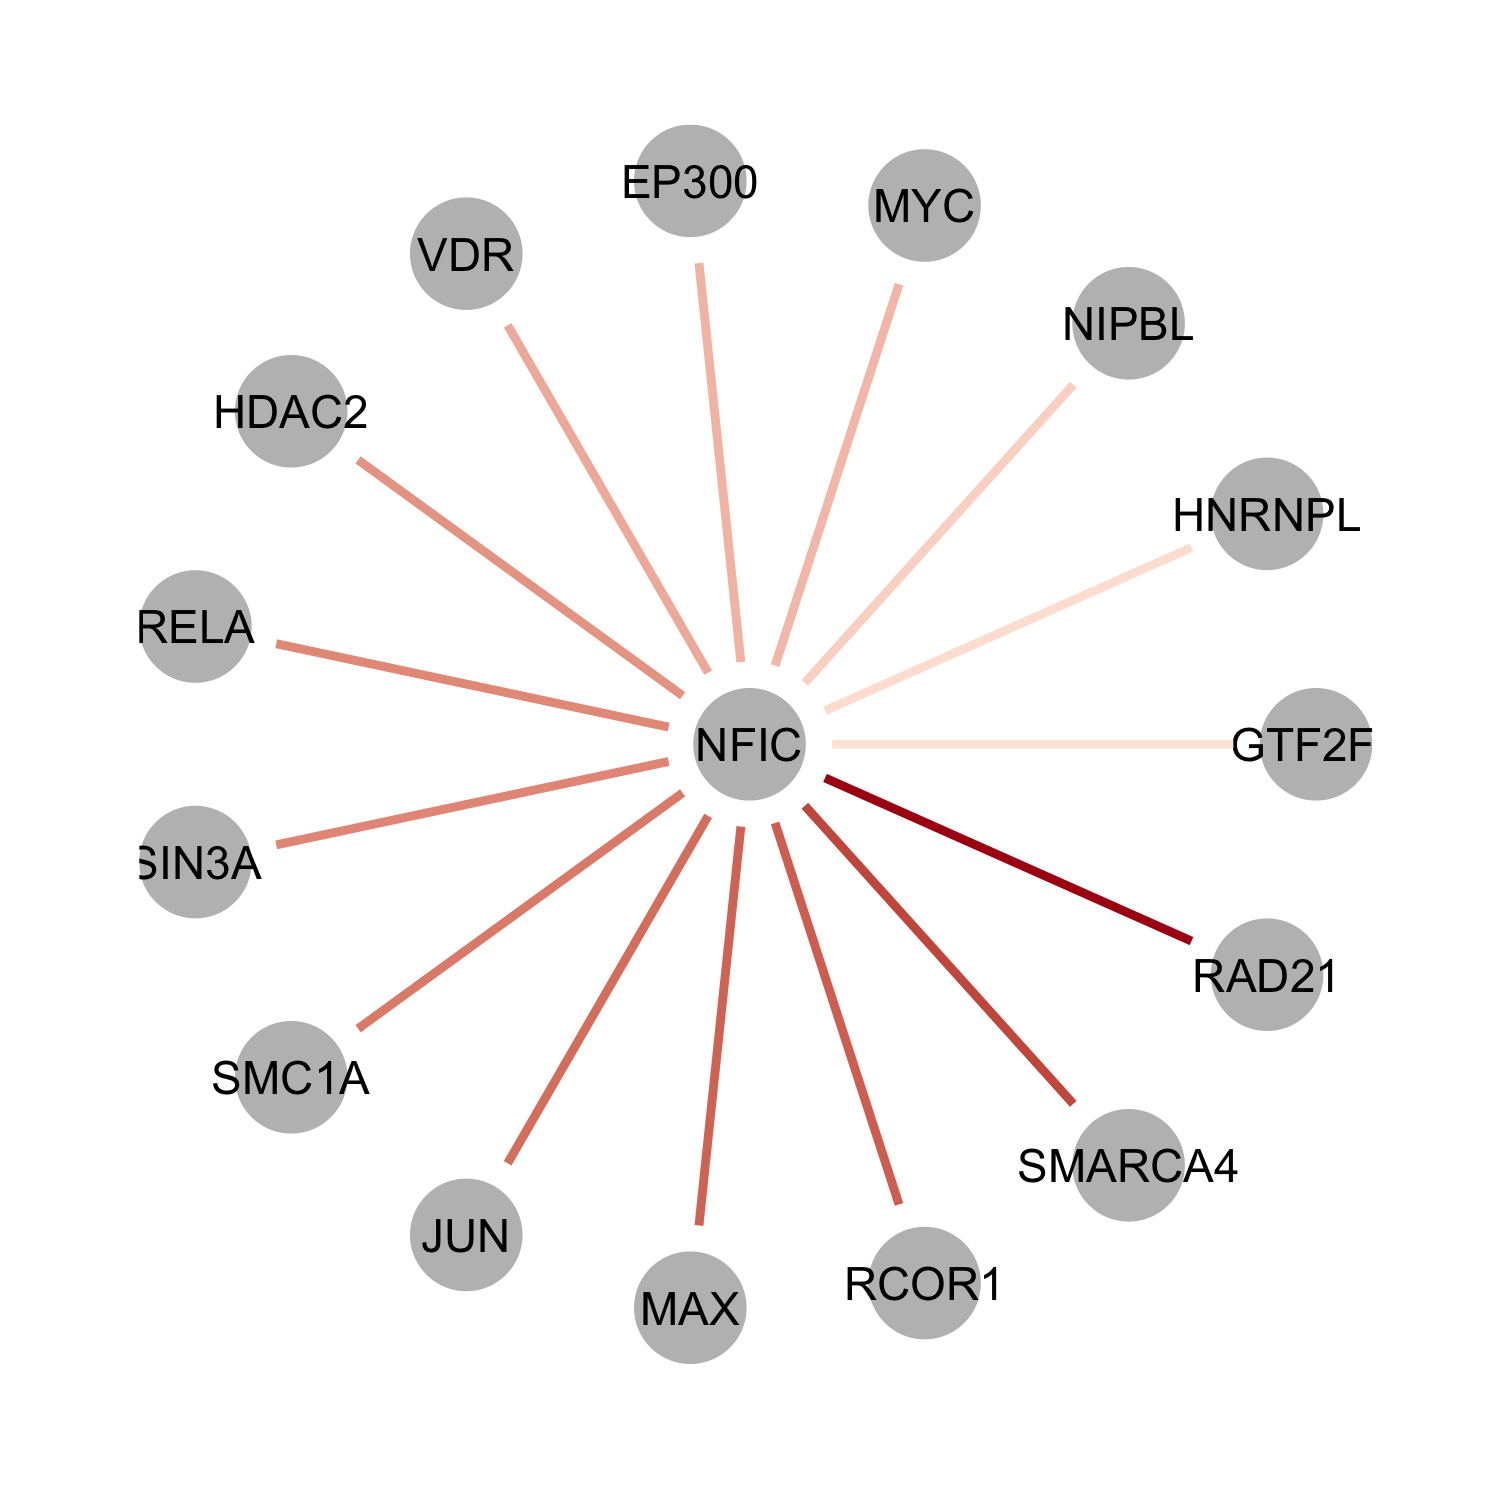 EP300
MYC
VDR
NIPBL
HDAC2
HNRNPL
RELA
NFIC
GTF2F
SIN3A
RAD21
SMC1A
SMARCA4
JUN
RCOR1
MAX